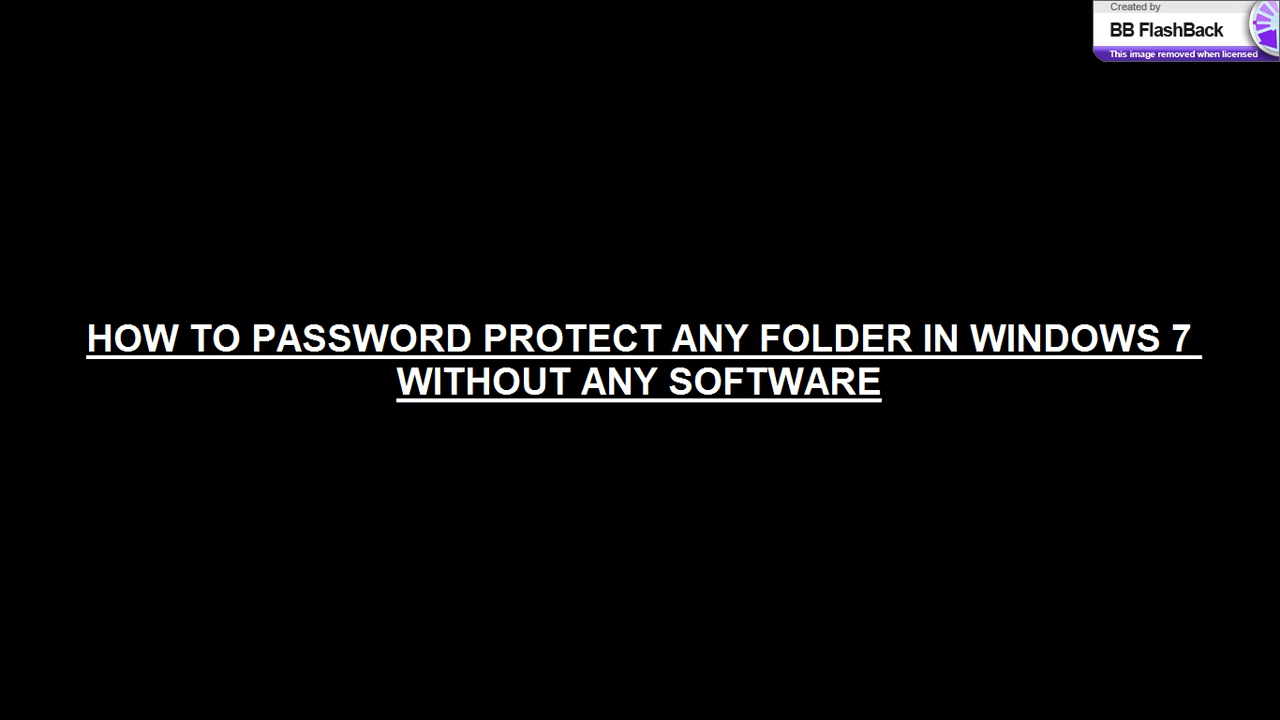 Created by
BB FlashBack
This image removed when licensed
HOW TO PASSWORD PROTECT ANY FOLDER IN WINDOWS 7
WITHOUT ANY SOFTWARE